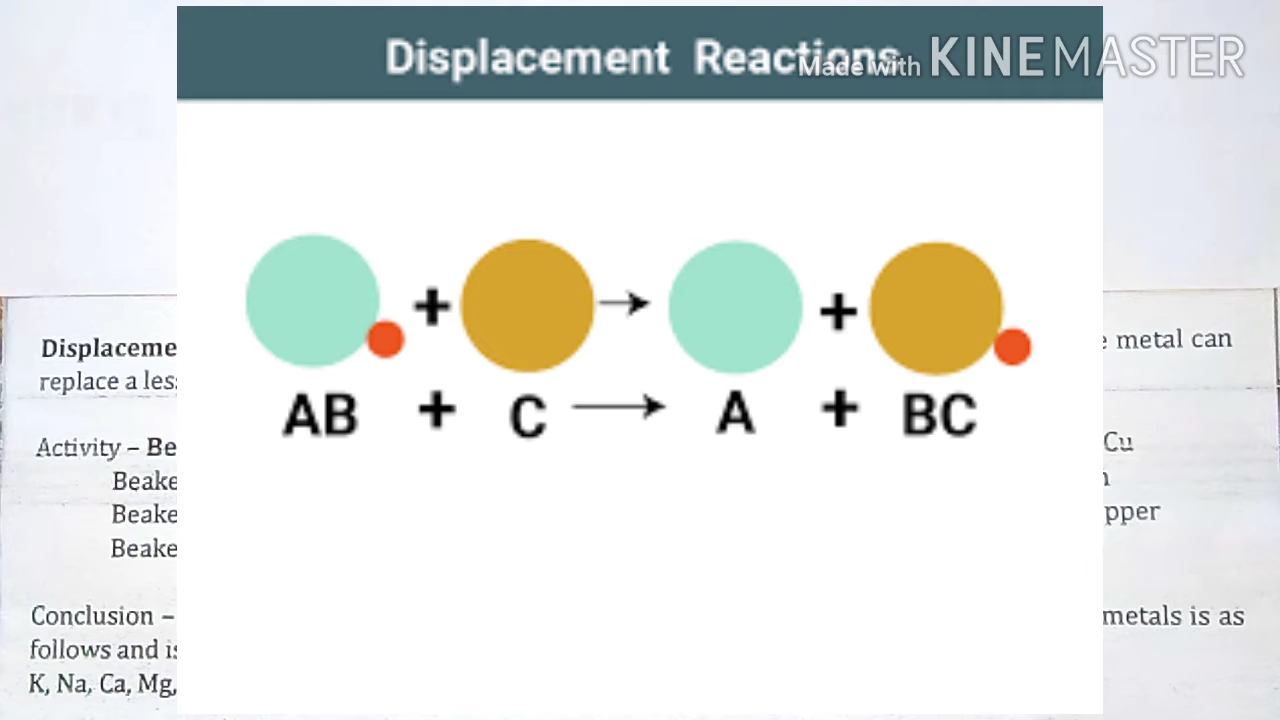 Displacement Reactions
Made with KINEMASTER
+
+
AB + C → A + BC
Displaceme
metal can
replace a les
Activity – Be
Cu
Beake
Beake
pper
Beake
Conclusion –
metals is as
follows and is
K, Na, Ca, Mg,